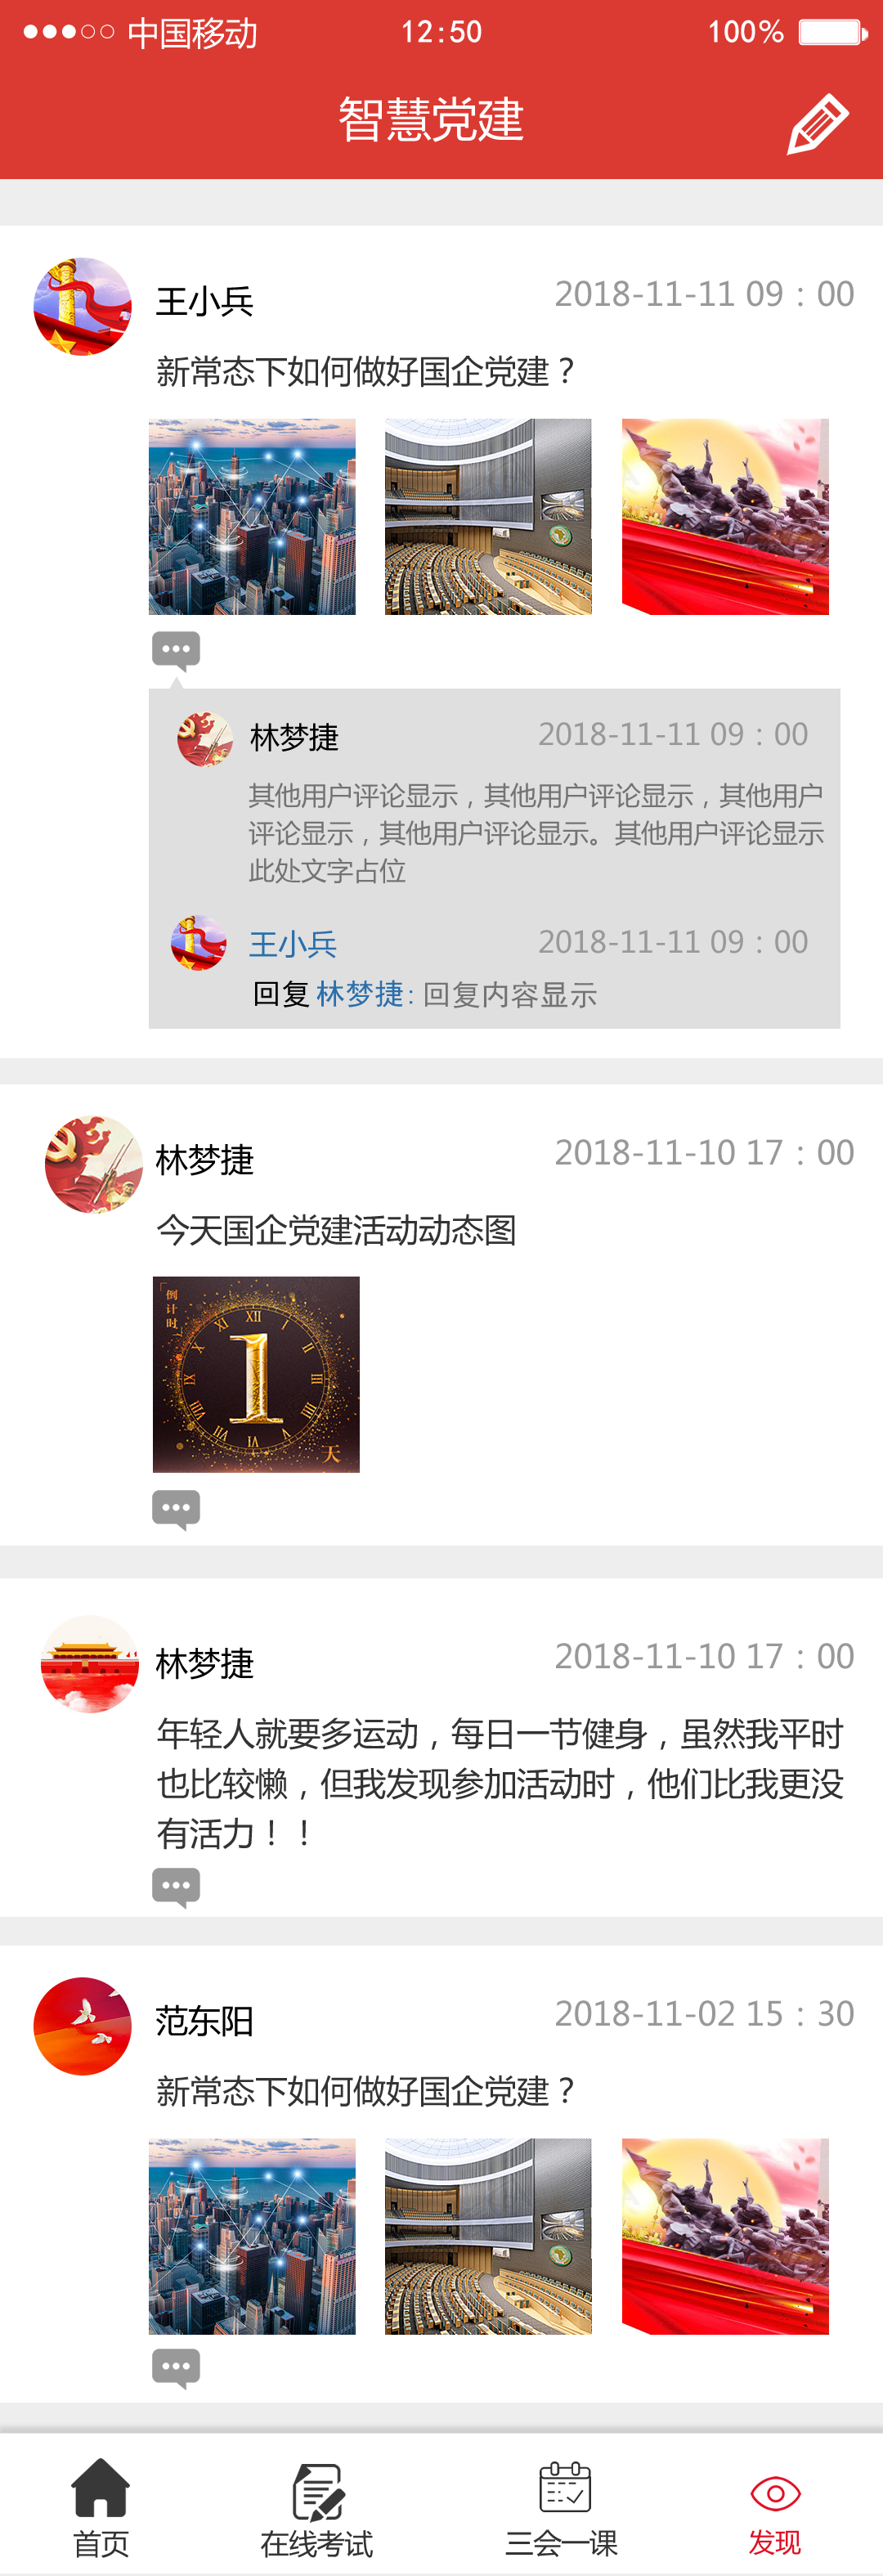 中国移动 12:50 100%
智慧党建
王小兵 2018-11-11 09：00
新常态下如何做好国企党建？
林梦捷 2018-11-11 09：00
其他用户评论显示，其他用户评论显示，其他用户
评论显示，其他用户评论显示。其他用户评论显示
此处文字占位
王小兵 2018-11-11 09：00
回复 林梦捷: 回复内容显示
林梦捷 2018-11-10 17：00
今天国企党建活动动态图
倒计时
XII I II III IV V VI VII VIII IX X XI
1
天
林梦捷 2018-11-10 17：00
年轻人就要多运动，每日一节健身，虽然我平时
也比较懒，但我发现参加活动时，他们比我更没
有活力！！
范东阳 2018-11-02 15：30
新常态下如何做好国企党建？
首页 在线考试 三会一课 发现